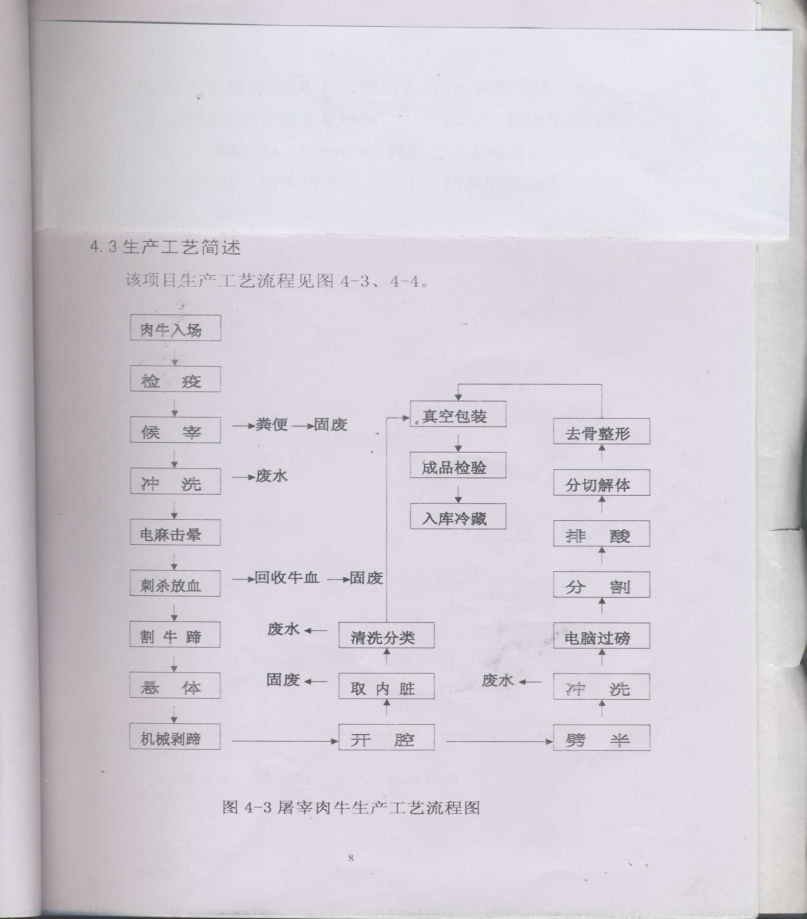 4.3生产工艺简述
该项目生产工艺流程见图 4-3、4-4。
肉牛入场
检 疫
候 宰
粪便
固废
冲 洗
废水
电麻击晕
刺杀放血
回收牛血
固废
割 牛 蹄
悬 体
机械剥蹄
真空包装
成品检验
入库冷藏
废水
清洗分类
固废
取 内 脏
开 腔
去骨整形
分切解体
排 酸
分 割
电脑过磅
废水
冲 洗
劈 半
图 4-3 屠宰肉牛生产工艺流程图
8